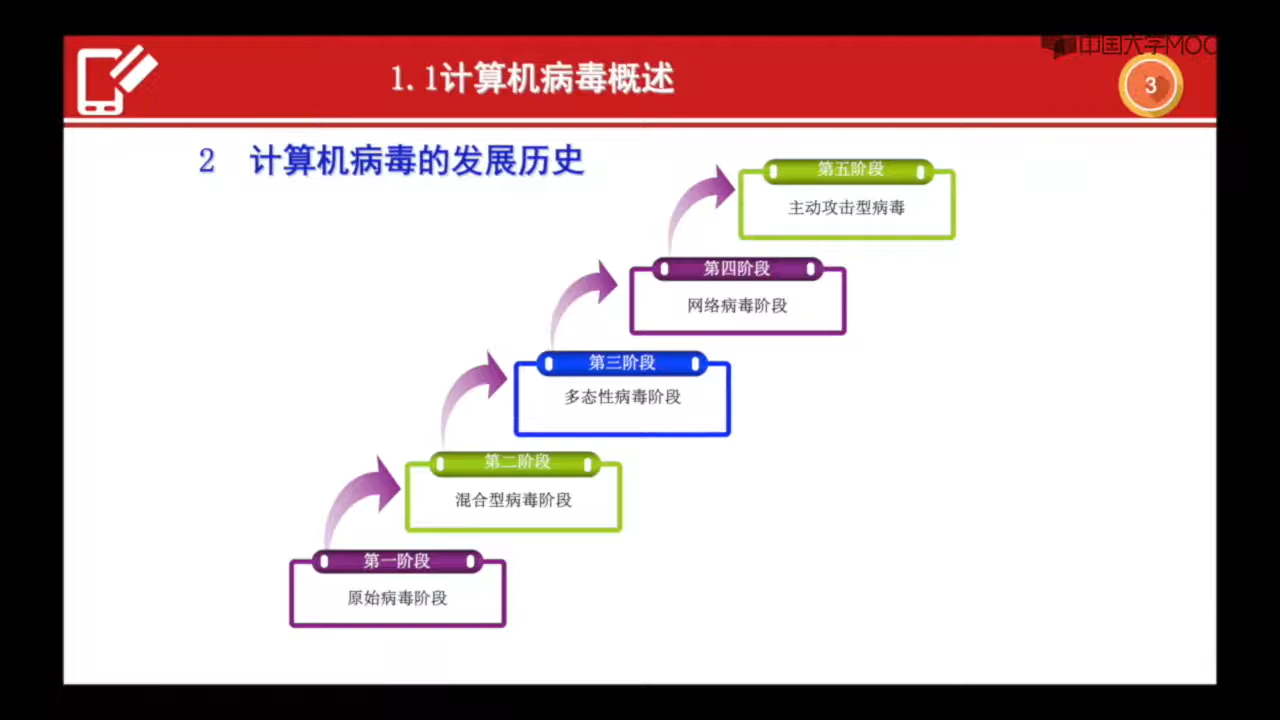 中国大学MOO
1.1计算机病毒概述
3
2 计算机病毒的发展历史
第五阶段
主动攻击型病毒
第四阶段
网络病毒阶段
第三阶段
多态性病毒阶段
第二阶段
混合型病毒阶段
第一阶段
原始病毒阶段